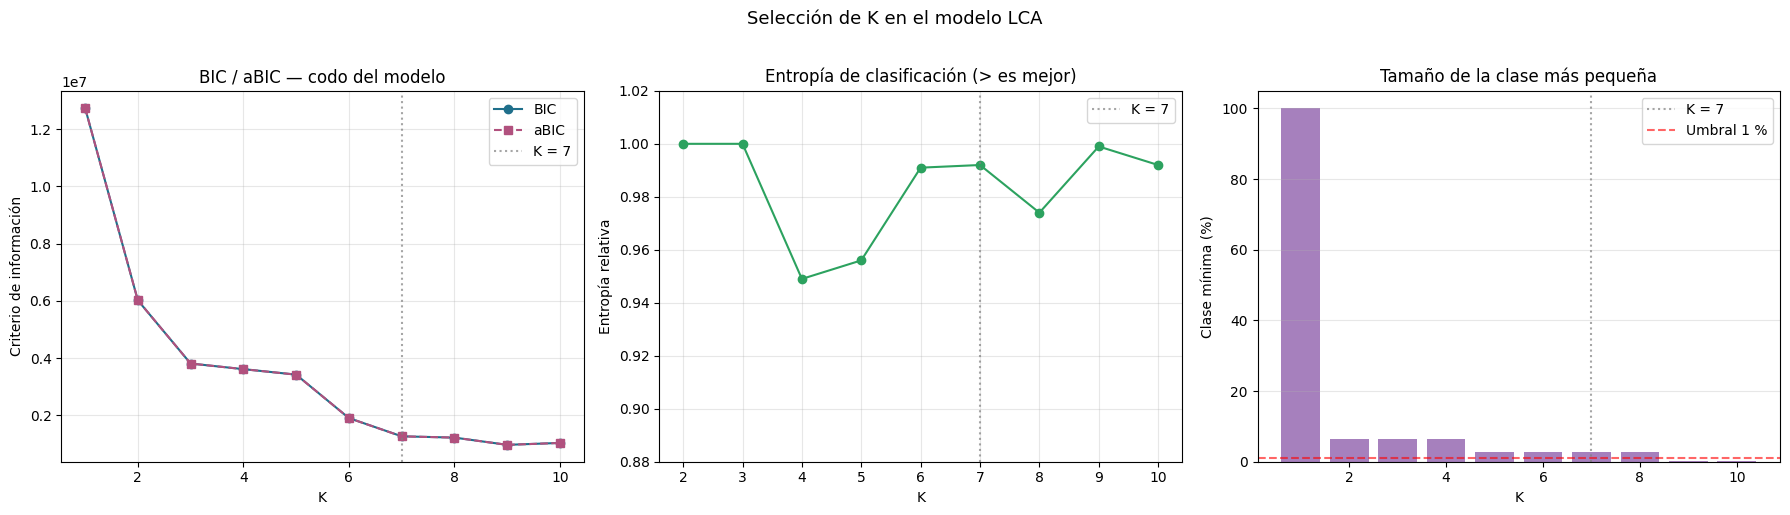 Selección de K en el modelo LCA
BIC / aBIC — codo del modelo
1e7
Criterio de información
1.2
1.0
0.8
0.6
0.4
0.2
2
4
6
8
10
K
BIC
aBIC
K = 7
Entropía de clasificación (> es mejor)
Entropía relativa
1.02
1.00
0.98
0.96
0.94
0.92
0.90
0.88
2
3
4
5
6
7
8
9
10
K
K = 7
Tamaño de la clase más pequeña
Clase mínima (%)
100
80
60
40
20
0
2
4
6
8
10
K
K = 7
Umbral 1 %